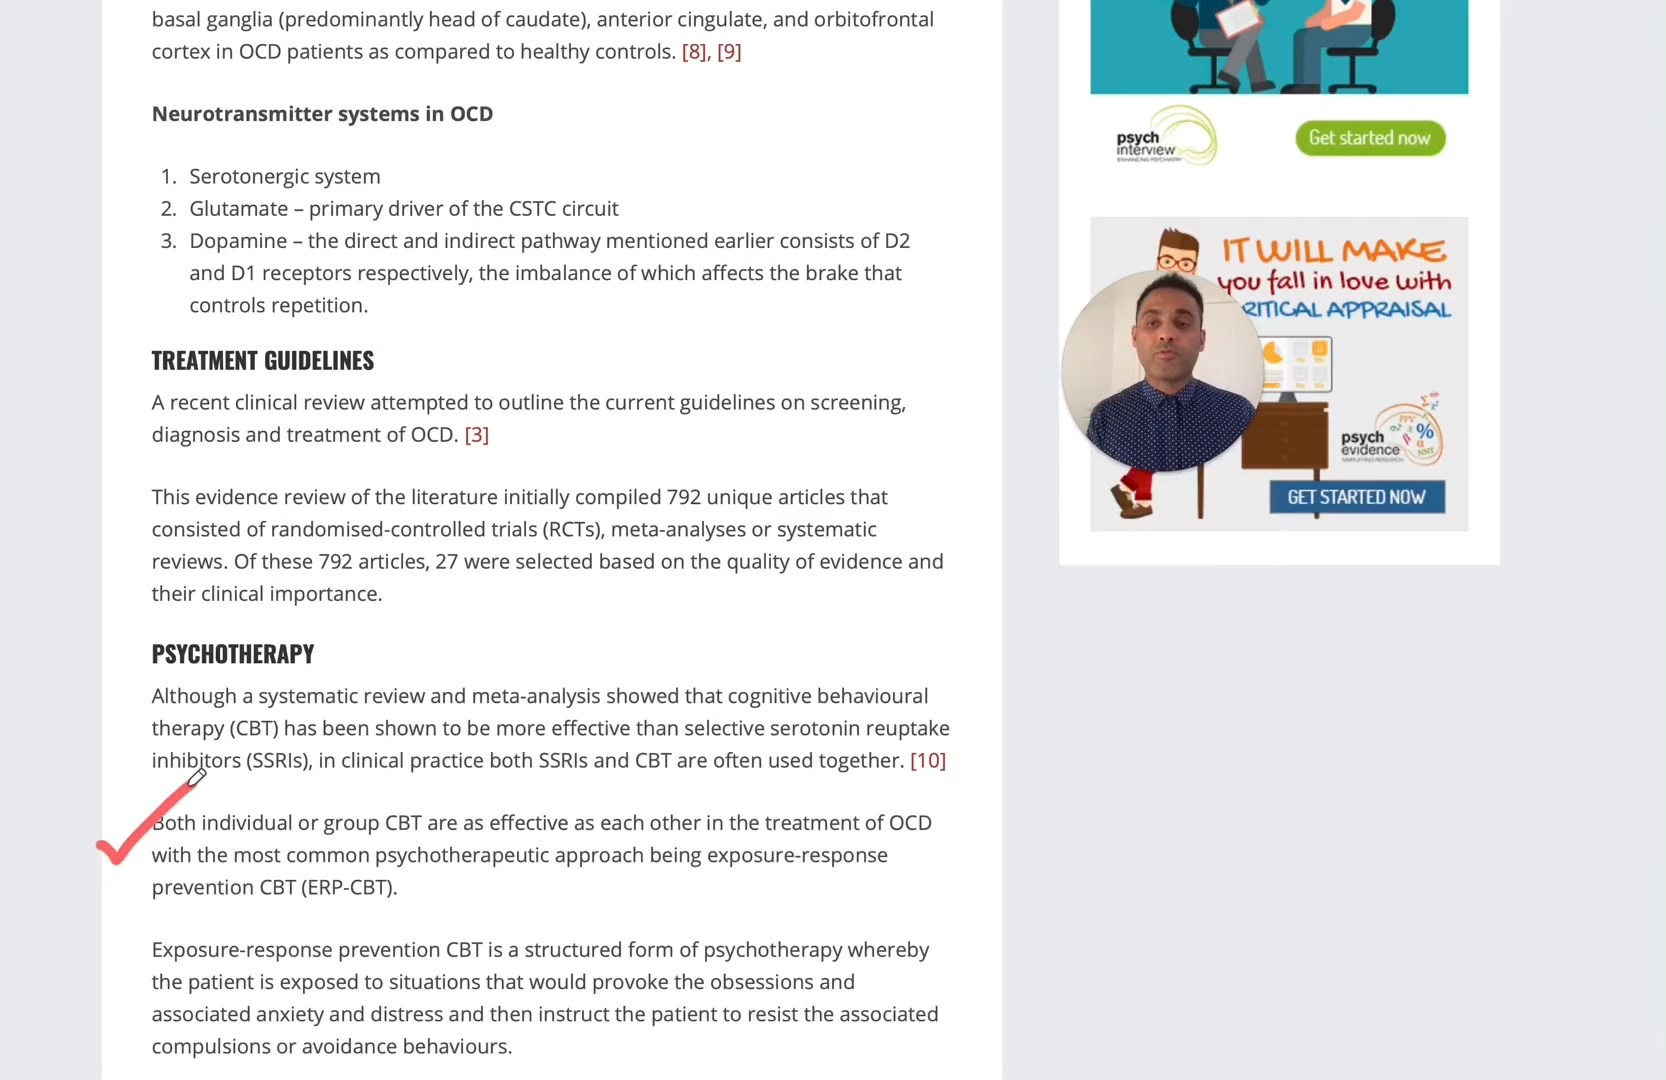 basal ganglia (predominantly head of caudate), anterior cingulate, and orbitofrontal
cortex in OCD patients as compared to healthy controls. [8], [9]
Neurotransmitter systems in OCD
1. Serotonergic system
2. Glutamate – primary driver of the CSTC circuit
3. Dopamine – the direct and indirect pathway mentioned earlier consists of D2
and D1 receptors respectively, the imbalance of which affects the brake that
controls repetition.
TREATMENT GUIDELINES
A recent clinical review attempted to outline the current guidelines on screening,
diagnosis and treatment of OCD. [3]
This evidence review of the literature initially compiled 792 unique articles that
consisted of randomised-controlled trials (RCTs), meta-analyses or systematic
reviews. Of these 792 articles, 27 were selected based on the quality of evidence and
their clinical importance.
PSYCHOTHERAPY
Although a systematic review and meta-analysis showed that cognitive behavioural
therapy (CBT) has been shown to be more effective than selective serotonin reuptake
inhibitors (SSRIs), in clinical practice both SSRIs and CBT are often used together. [10]
Both individual or group CBT are as effective as each other in the treatment of OCD
with the most common psychotherapeutic approach being exposure-response
prevention CBT (ERP-CBT).
Exposure-response prevention CBT is a structured form of psychotherapy whereby
the patient is exposed to situations that would provoke the obsessions and
associated anxiety and distress and then instruct the patient to resist the associated
compulsions or avoidance behaviours.
psych
interview
ENHANCING PSYCHIATRY
Get started now
IT WILL MAKE
you fall in love with
RITICAL APPRAISAL
psych
evidence
SIMPLIFYING RESEARCH
% 
NNT
GET STARTED NOW